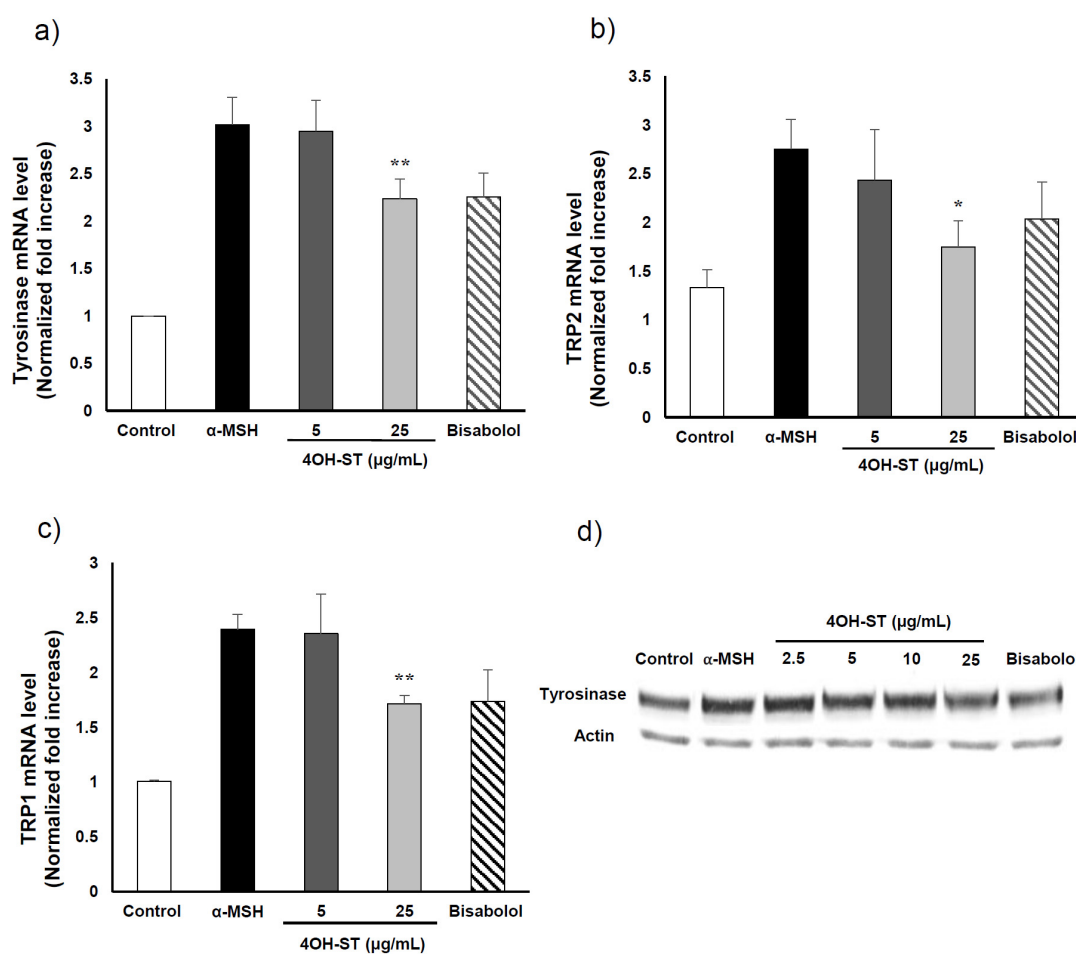 a)
Tyrosinase mRNA level
(Normalized fold increase)
3.5
3
2.5
2
1.5
1
0.5
0
**
Control α-MSH 5 25 Bisabolol
4OH-ST (µg/mL)
b)
TRP2 mRNA level
(Normalized fold increase)
3.5
3
2.5
2
1.5
1
0.5
0
*
Control α-MSH 5 25 Bisabolol
4OH-ST (µg/mL)
c)
TRP1 mRNA level
(Normalized fold increase)
3
2.5
2
1.5
1
0.5
0
**
Control α-MSH 5 25 Bisabolol
4OH-ST (µg/mL)
d)
4OH-ST (µg/mL)
Control α-MSH 2.5 5 10 25 Bisabolo
Tyrosinase
Actin